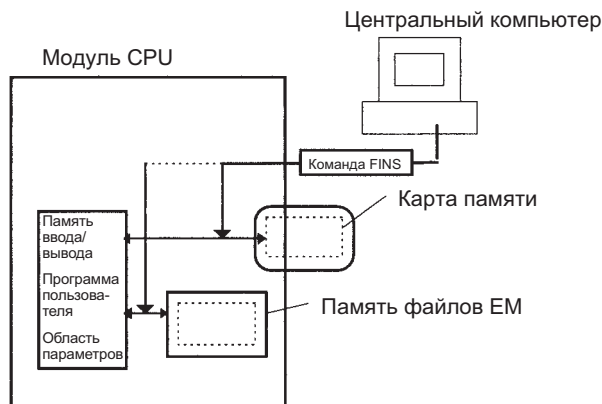 Центральный компьютер
Модуль CPU
Команда FINS
Карта памяти
Память
ввода/
вывода
Программа
пользова-
теля
Область
параметров
Память файлов EM